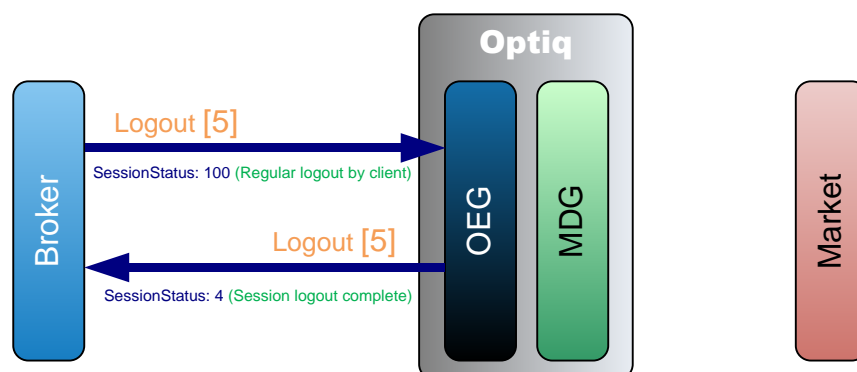 Optiq
Broker
Logout [5]
SessionStatus: 100 (Regular logout by client)
Logout [5]
SessionStatus: 4 (Session logout complete)
OEG
MDG
Market